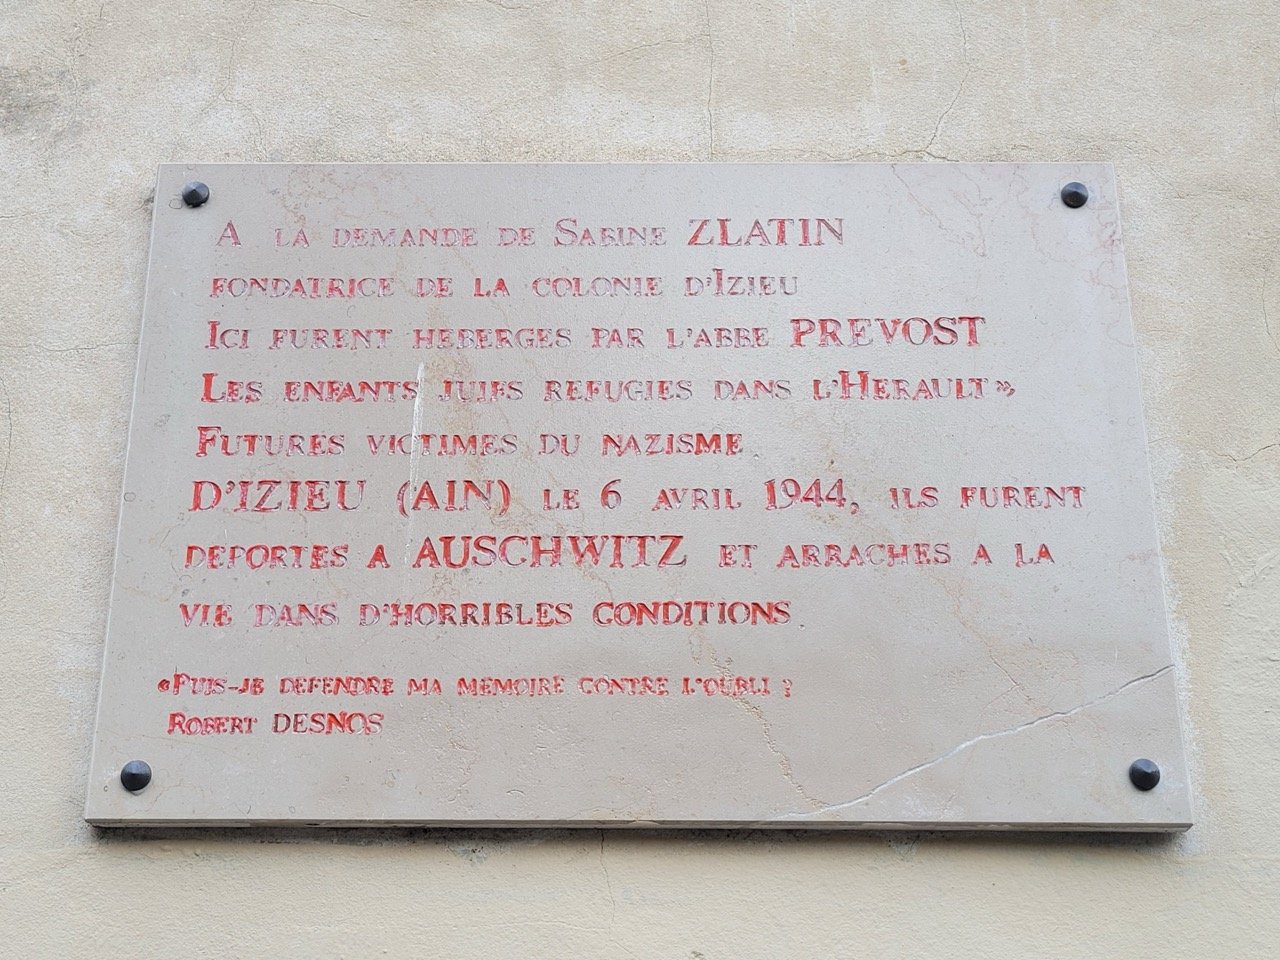 A LA DEMANDE DE SABINE ZLATIN
FONDATRICE DE LA COLONIE D'IZIEU
ICI FURENT HEBERGES PAR L'ABBE PREVOST
LES ENFANTS JUIFS REFUGIES DANS L'HERAULT»,
FUTURES VICTIMES DU NAZISME.
D'IZIEU (AIN) LE 6 AVRIL 1944, ILS FURENT
DEPORTES A AUSCHWITZ ET ARRACHES A LA
VIE DANS D'HORRIBLES CONDITIONS.
«PUIS-JE DEFENDRE MA MEMOIRE CONTRE L'OUBLI ?
ROBERT DESNOS